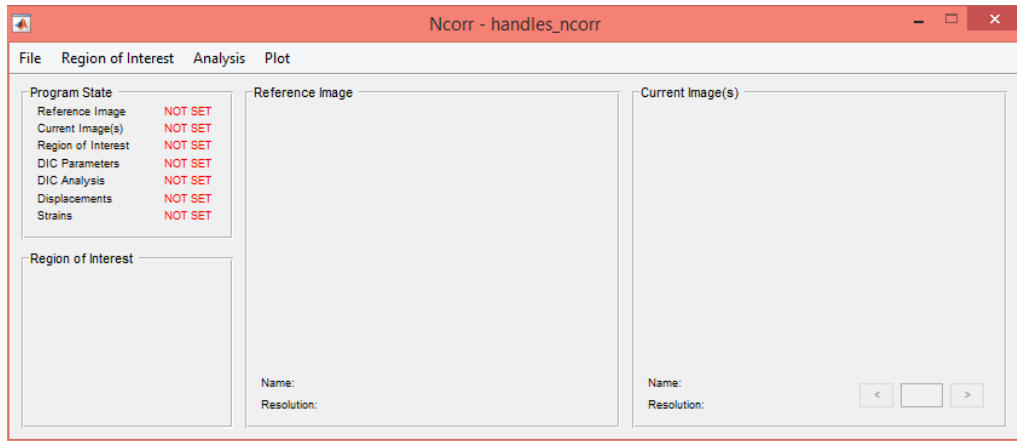 Ncorr - handles_ncorr
File Region of Interest Analysis Plot
Program State
Reference Image NOT SET
Current Image(s) NOT SET
Region of Interest NOT SET
DIC Parameters NOT SET
DIC Analysis NOT SET
Displacements NOT SET
Strains NOT SET
Region of Interest
Reference Image
Name:
Resolution:
Current Image(s)
Name:
Resolution:
< >